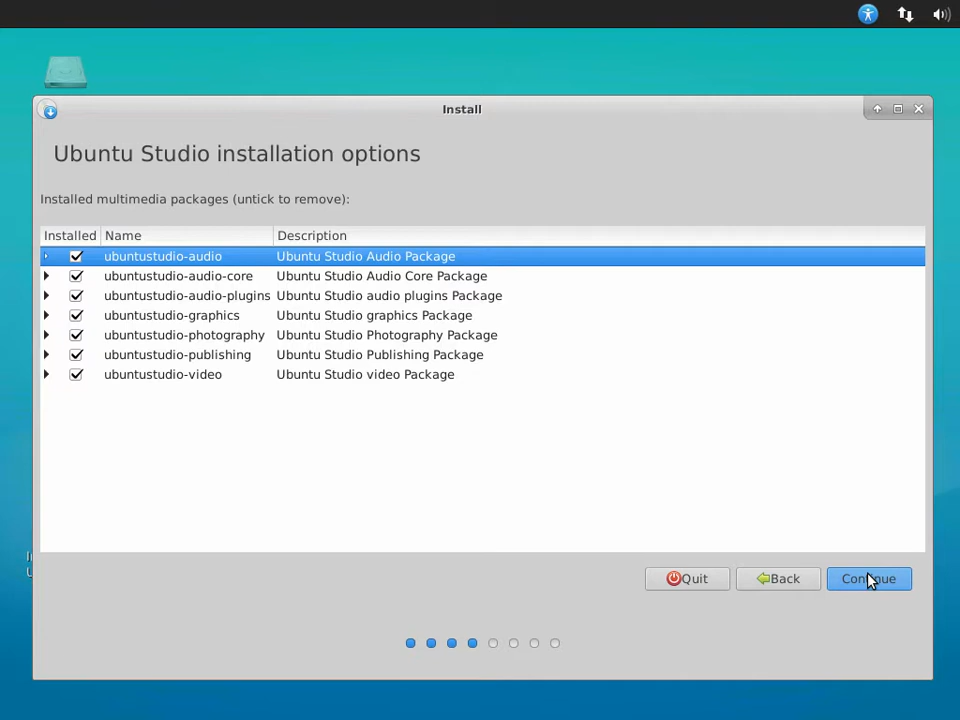 Install
Ubuntu Studio installation options
Installed multimedia packages (untick to remove):
Installed Name Description
ubuntustudio-audio Ubuntu Studio Audio Package
ubuntustudio-audio-core Ubuntu Studio Audio Core Package
ubuntustudio-audio-plugins Ubuntu Studio audio plugins Package
ubuntustudio-graphics Ubuntu Studio graphics Package
ubuntustudio-photography Ubuntu Studio Photography Package
ubuntustudio-publishing Ubuntu Studio Publishing Package
ubuntustudio-video Ubuntu Studio video Package
Quit Back Continue